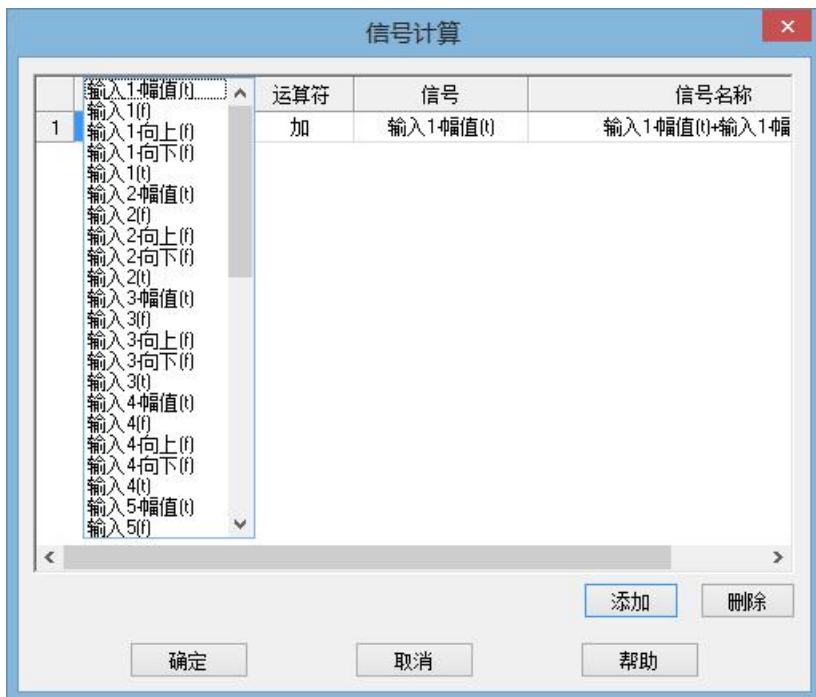 信号计算
运算符 信号 信号名称
1 加 输入1-幅值(t) 输入1-幅值(t)+输入1-幅
输入1-幅值(t)
输入1(f)
输入1-向上(f)
输入1-向下(f)
输入1(t)
输入2-幅值(t)
输入2(f)
输入2-向上(f)
输入2-向下(f)
输入2(t)
输入3-幅值(t)
输入3(f)
输入3-向上(f)
输入3-向下(f)
输入3(t)
输入4-幅值(t)
输入4(f)
输入4-向上(f)
输入4-向下(f)
输入4(t)
输入5-幅值(t)
输入5(f)
添加 删除
确定 取消 帮助